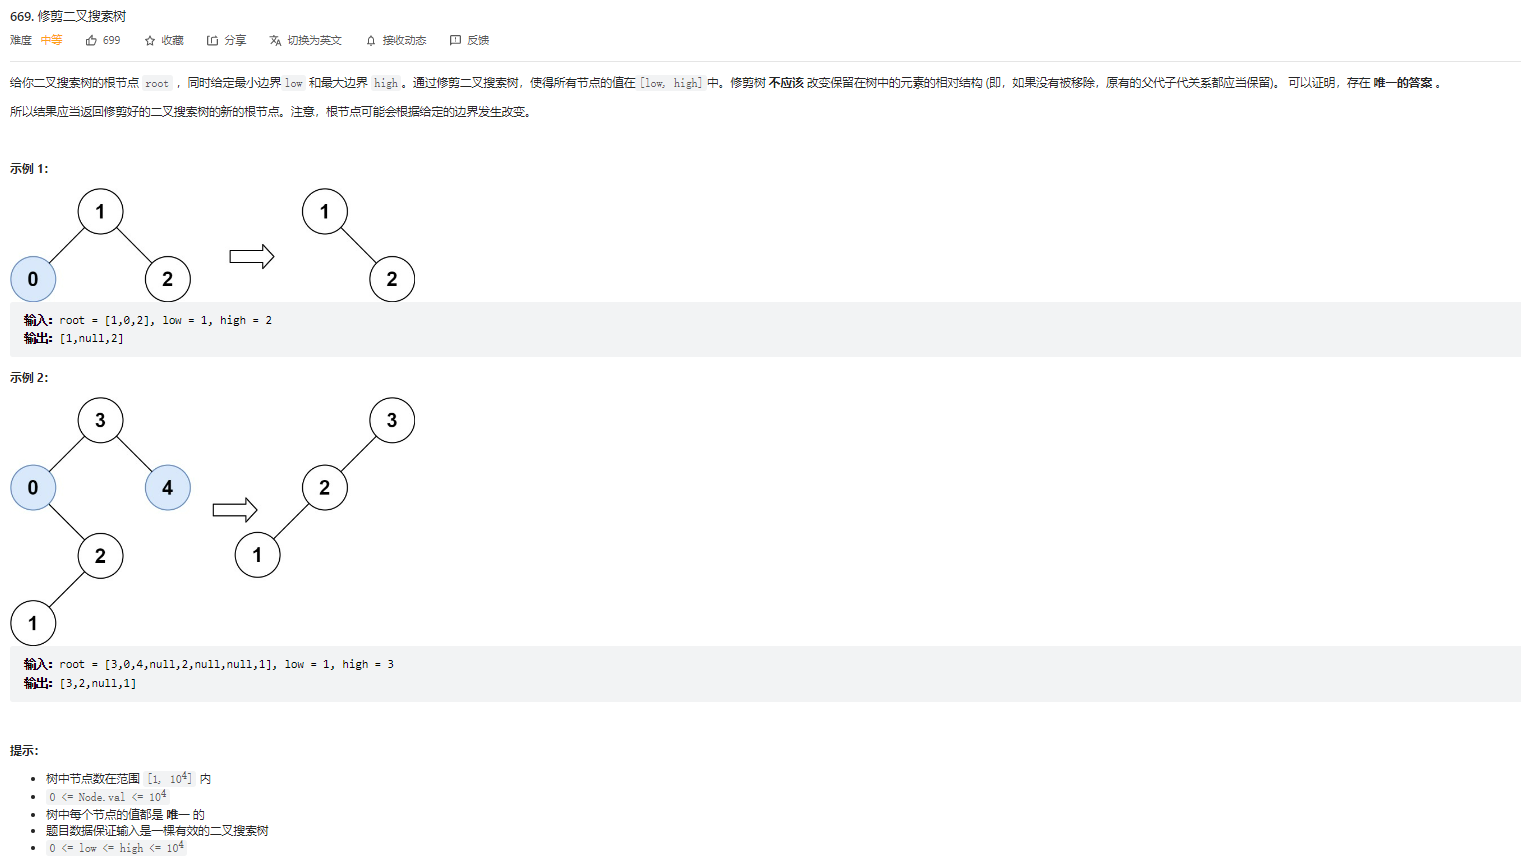 669. 修剪二叉搜索树
难度 中等 699 收藏 分享 切换为英文 接收动态 反馈
给你二叉搜索树的根节点 root ，同时给定最小边界 low 和最大边界 high 。通过修剪二叉搜索树，使得所有节点的值在 [low, high] 中。修剪树 不应该 改变保留在树中的元素的相对结构 (即，如果没有被移除，原有的父代子代关系都应当保留)。 可以证明，存在 唯一的答案 。
所以结果应当返回修剪好的二叉搜索树的新的根节点。注意，根节点可能会根据给定的边界发生改变。
示例 1：
1 1
0 2 2
输入：root = [1,0,2], low = 1, high = 2
输出：[1,null,2]
示例 2：
3 3
0 4 2
2 1
1
输入：root = [3,0,4,null,2,null,null,1], low = 1, high = 3
输出：[3,2,null,1]
提示：
• 树中节点数在范围 [1, 10⁴] 内
• 0 <= Node.val <= 10⁴
• 树中每个节点的值都是 唯一 的
• 题目数据保证输入是一棵有效的二叉搜索树
• 0 <= low <= high <= 10⁴